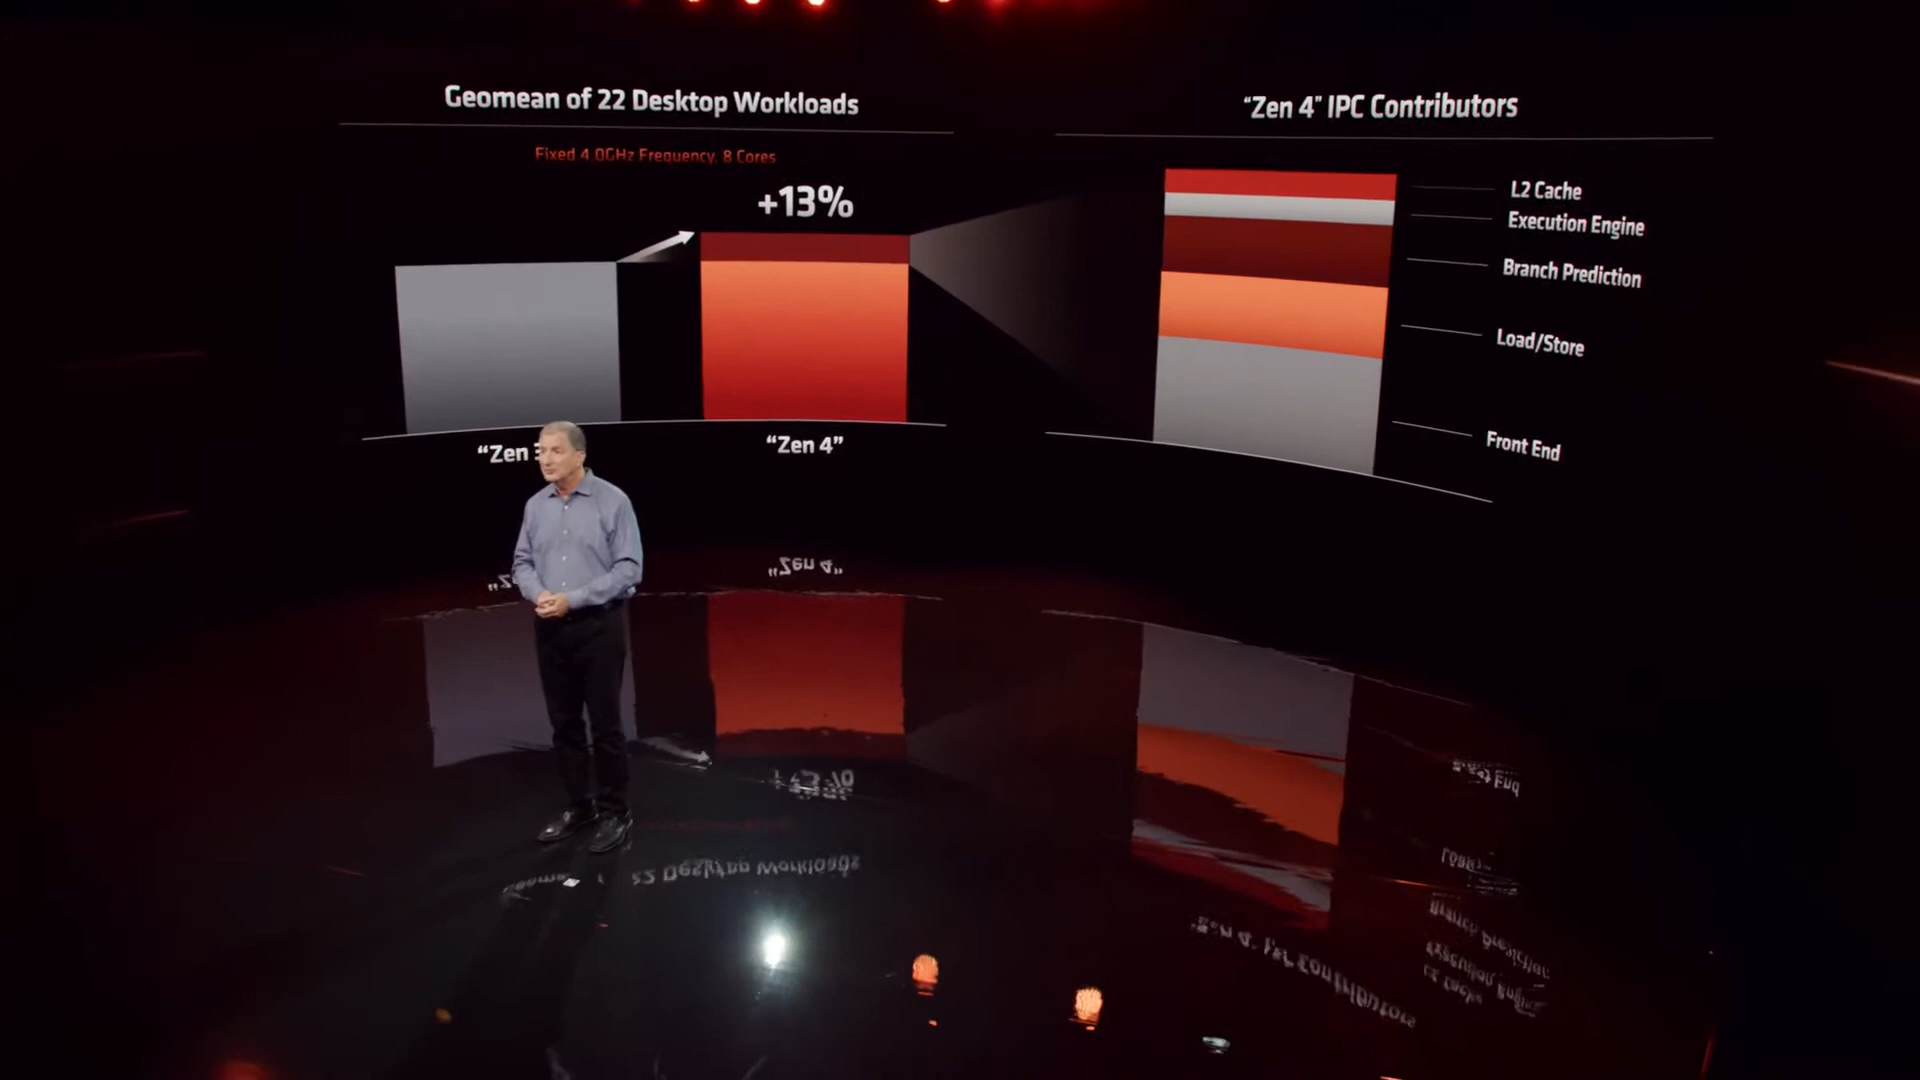 Geomean of 22 Desktop Workloads
Fixed 4.0GHz Frequency, 8 Cores
+13%
"Zen
"Zen 4"
"Zen 4" IPC Contributors
L2 Cache
Execution Engine
Branch Prediction
Load/Store
Front End